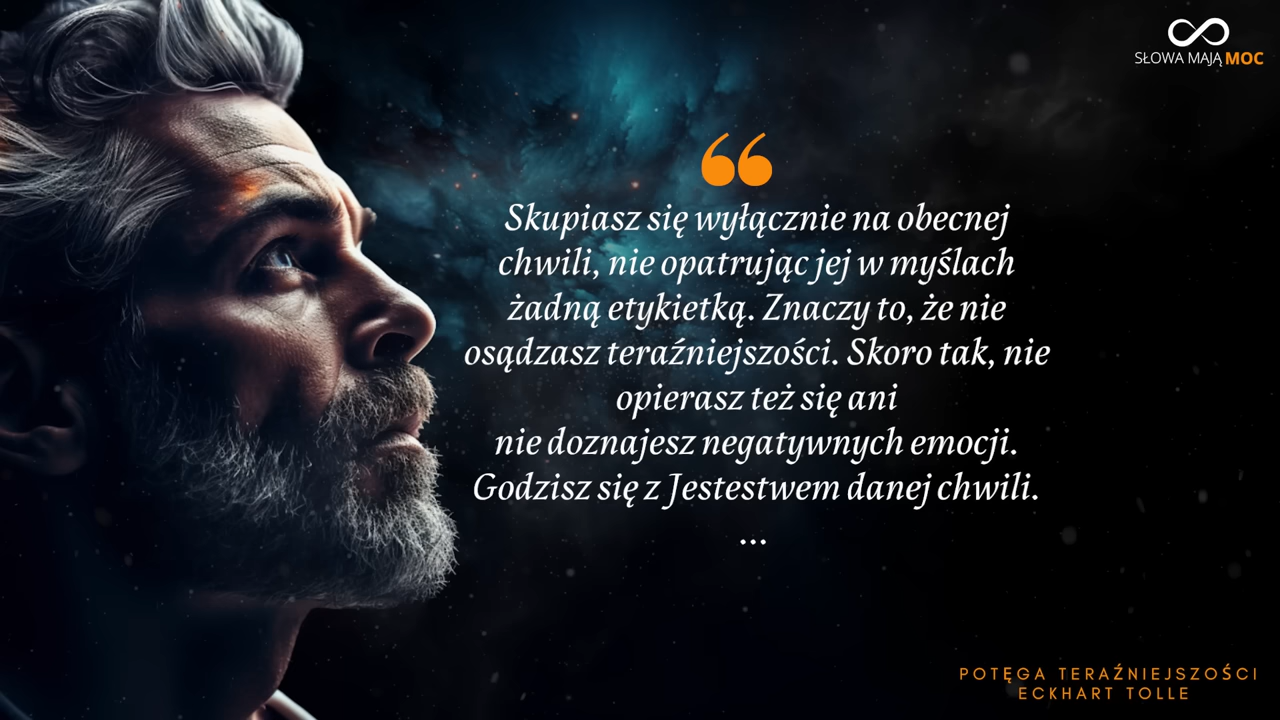 SŁOWA MAJĄ MOC
Skupiasz się wyłącznie na obecnej
chwili, nie opatrując jej w myślach
żadną etykietką. Znaczy to, że nie
osądzasz teraźniejszości. Skoro tak, nie
opierasz też się ani
nie doznajesz negatywnych emocji.
Godzisz się z Jestestwem danej chwili.
...
POTĘGA TERAŹNIEJSZOŚCI
ECKHART TOLLE